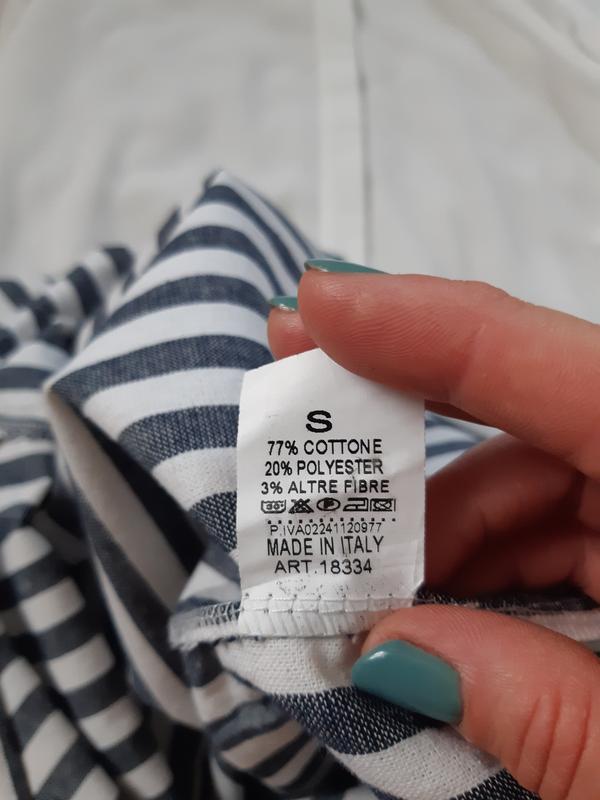 S
77% COTTONE
20% POLYESTER
3% ALTRE FIBRE
P.IVA02241120977
MADE IN ITALY
ART.18334